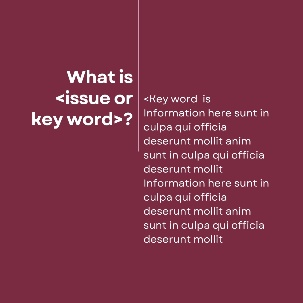 What is
<issue or
key word>?
<Key word is
Information here sunt in
culpa qui officia
deserunt mollit anim
sunt in culpa qui officia
deserunt mollit
Information here sunt in
culpa qui officia
deserunt mollit anim
sunt in culpa qui officia
deserunt mollit